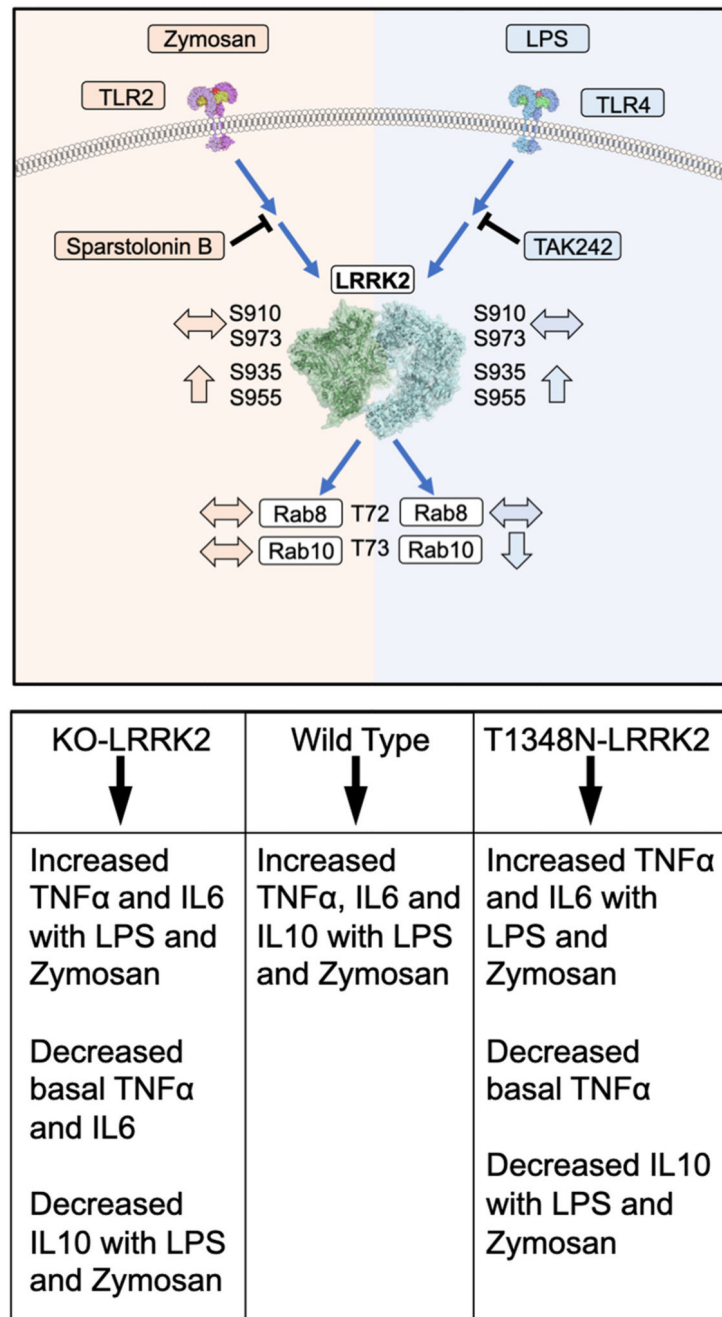 Zymosan
LPS
TLR2
TLR4
Sparstolonin B
TAK242
LRRK2
S910
S973
S935
S955
S910
S973
S935
S955
Rab8 T72 Rab8
Rab10 T73 Rab10
KO-LRRK2
Increased
TNFα and IL6
with LPS and
Zymosan
Decreased
basal TNFα
and IL6
Decreased
IL10 with LPS
and Zymosan
Wild Type
Increased
TNFα, IL6 and
IL10 with LPS
and Zymosan
T1348N-LRRK2
Increased TNFα
and IL6 with
LPS and
Zymosan
Decreased
basal TNFα
Decreased IL10
with LPS and
Zymosan